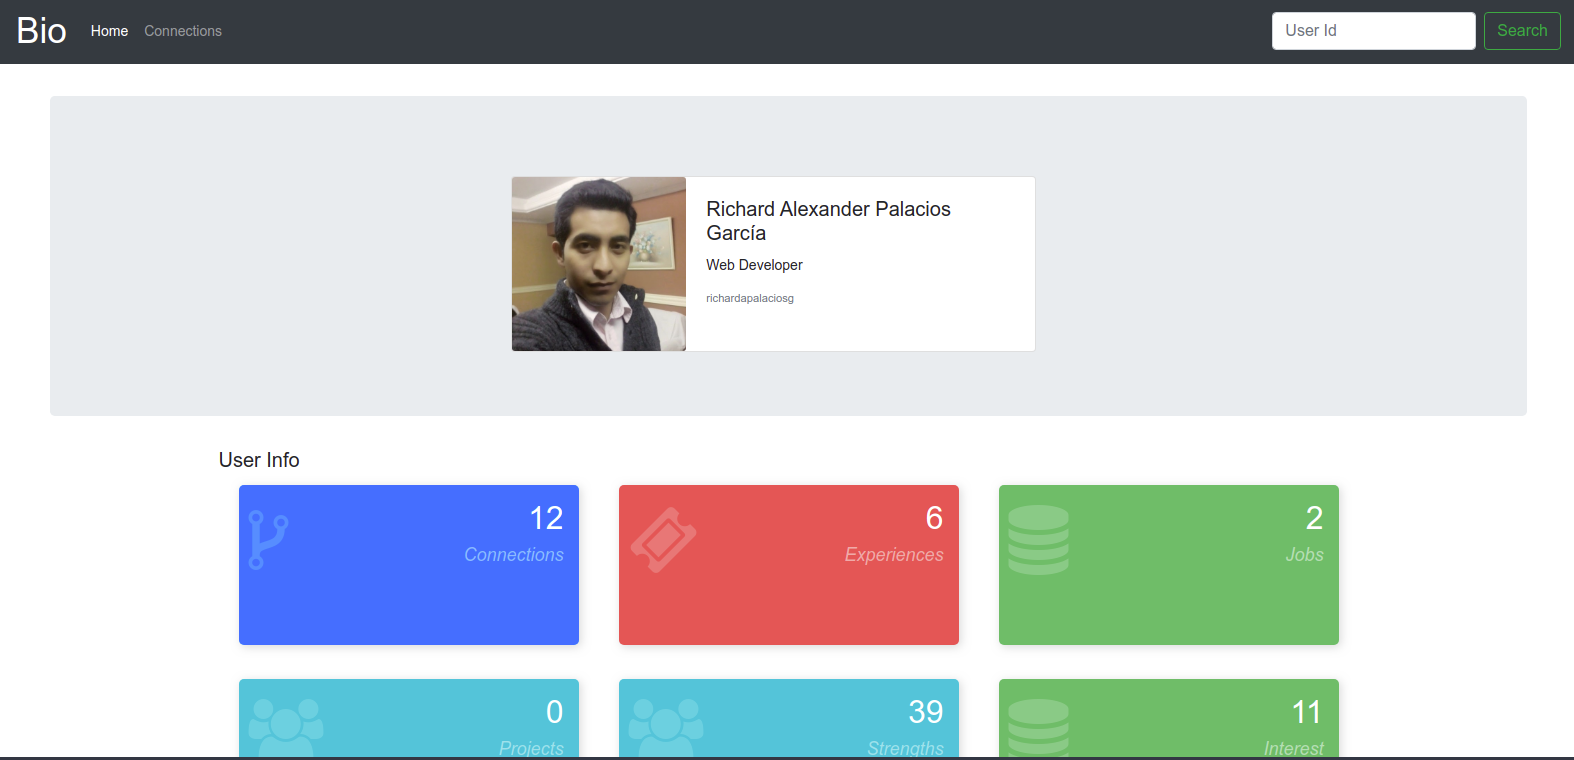 Bio Home Connections User Id Search
Richard Alexander Palacios
García
Web Developer
richardapalaciosg
User Info
12
Connections
6
Experiences
2
Jobs
0
Projects
39
Strengths
11
Interest